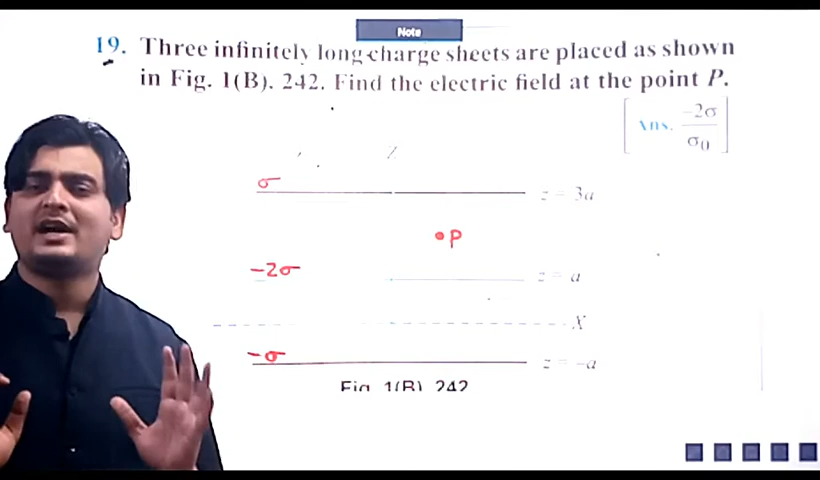 Note
19. Three infinitely long charge sheets are placed as shown
in Fig. 1(B). 242. Find the electric field at the point P.
[Ans. -2σ / σ0]
Z
σ
z = 3a
P
-2σ
z = a
X
-σ
z = -a
Fig. 1(B). 242